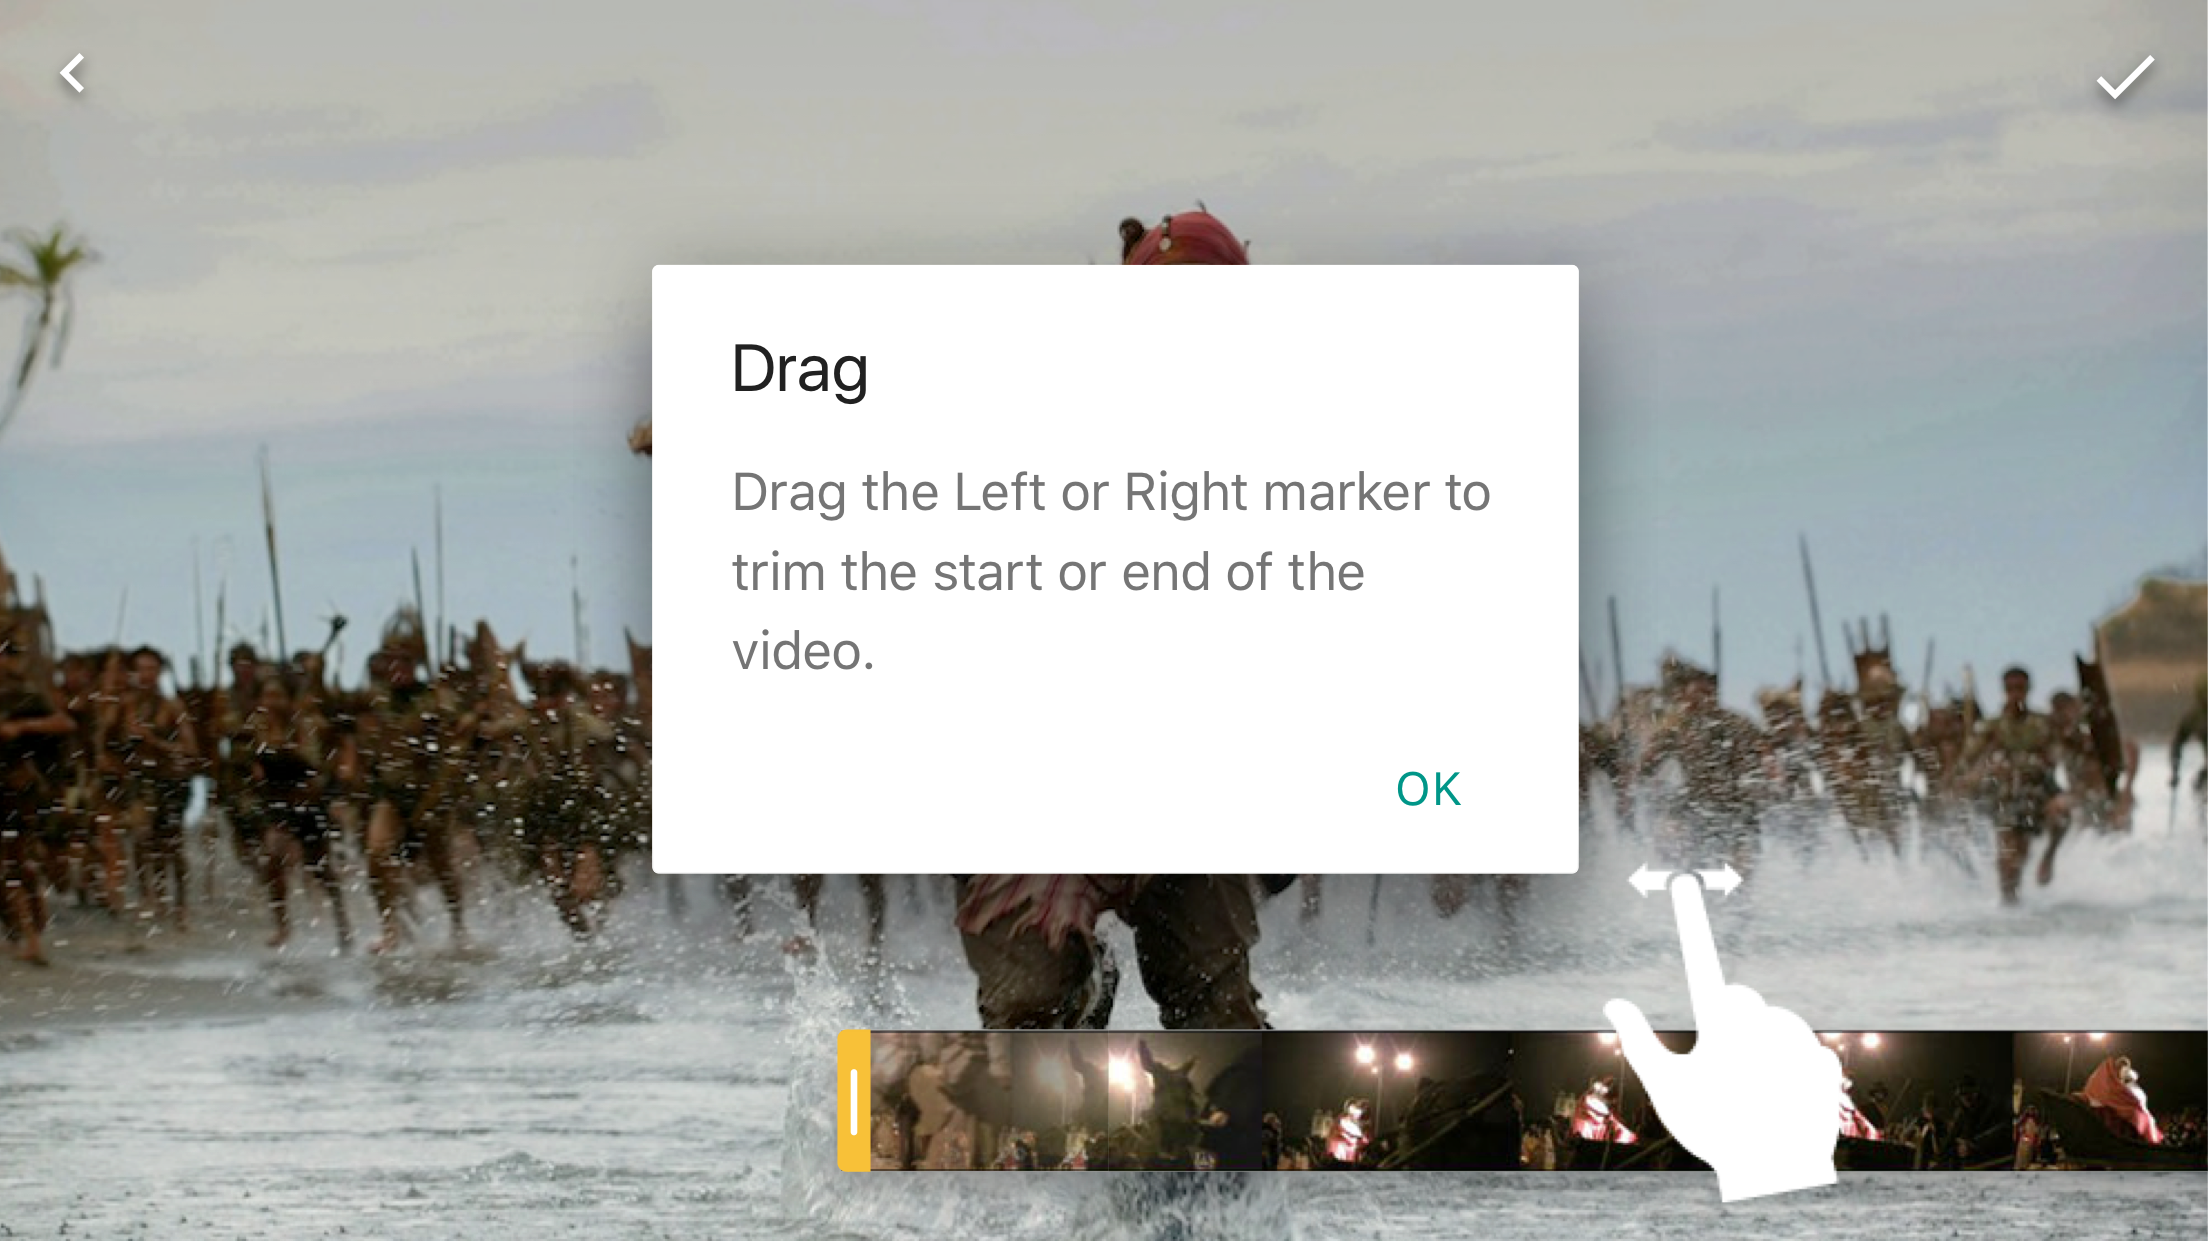 Drag
Drag the Left or Right marker to
trim the start or end of the
video.
OK